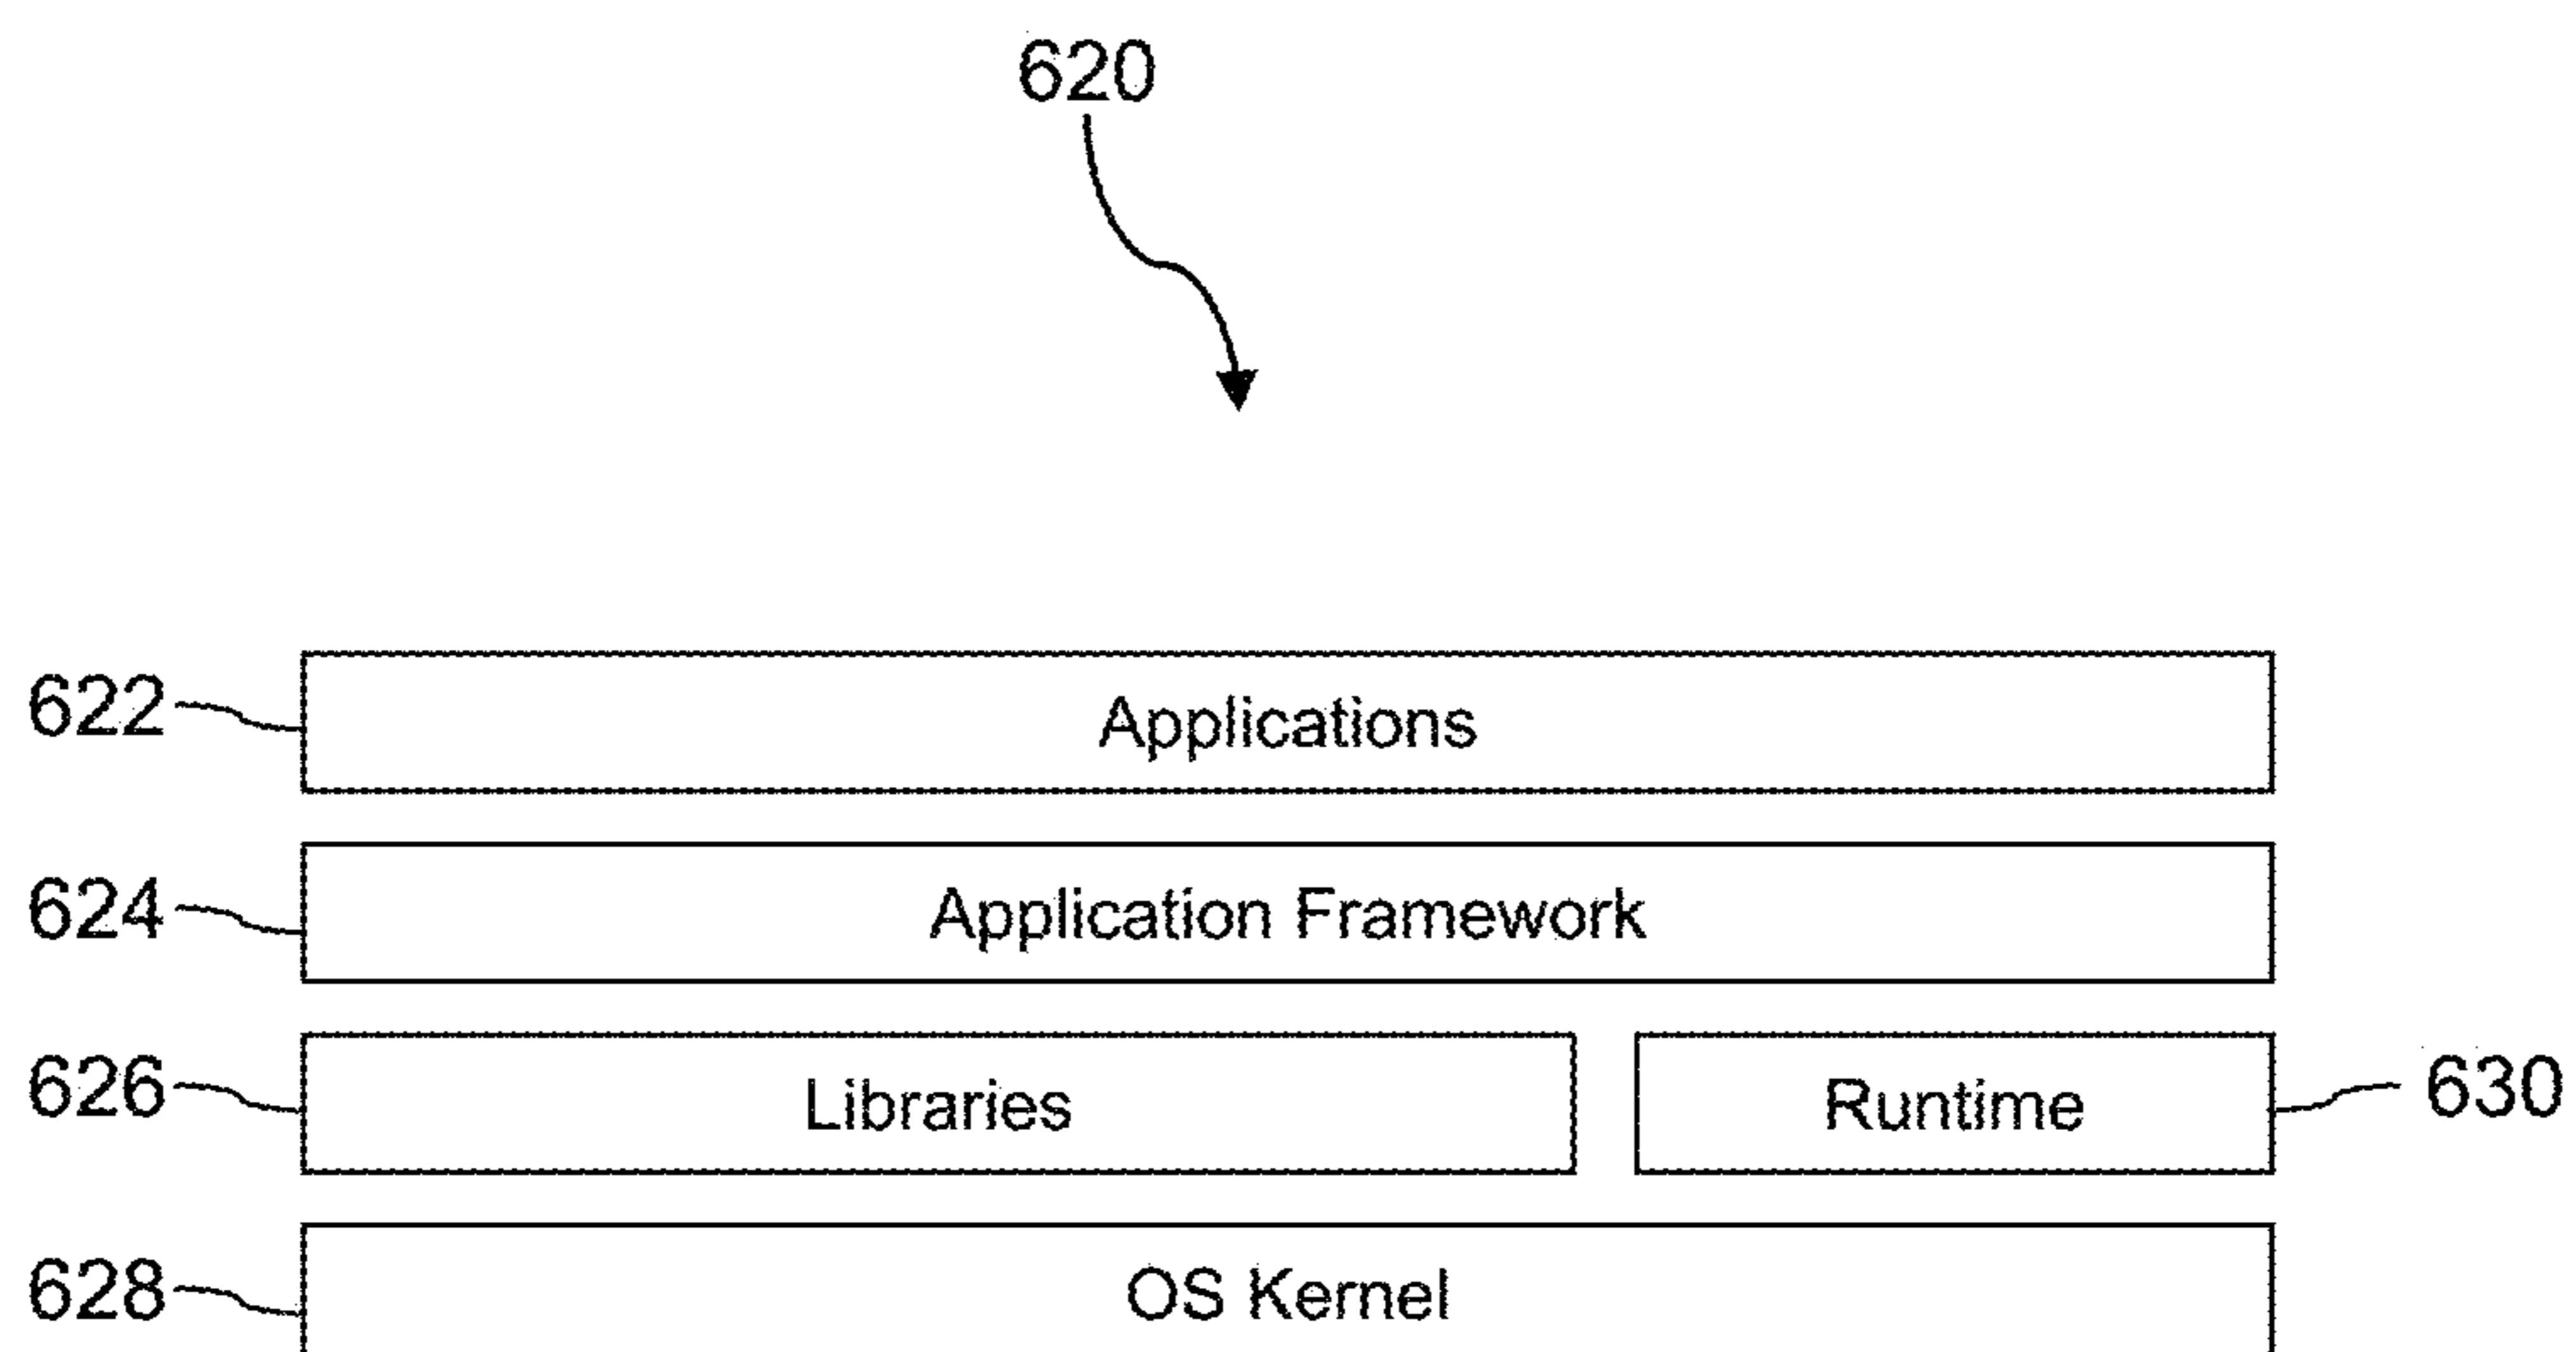 620
622 Applications
624 Application Framework
626 Libraries Runtime 630
628 OS Kernel